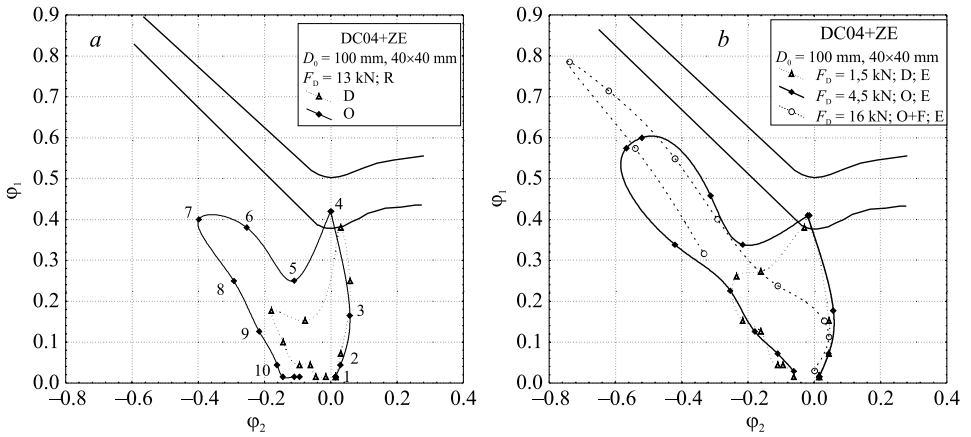 a
DC04+ZE
D₀ = 100 mm, 40×40 mm
F_D = 13 kN; R
D
O
0.9
0.8
0.7
0.6
0.5
0.4
0.3
0.2
0.1
0.0
φ₁
1
2
3
4
5
6
7
8
9
10
–0.8
–0.6
–0.4
–0.2
0.0
0.2
0.4
φ₂
b
DC04+ZE
D₀ = 100 mm, 40×40 mm
F_D = 1,5 kN; D; E
F_D = 4,5 kN; O; E
F_D = 16 kN; O+F; E
0.9
0.8
0.7
0.6
0.5
0.4
0.3
0.2
0.1
0.0
φ₁
–0.8
–0.6
–0.4
–0.2
0.0
0.2
0.4
φ₂